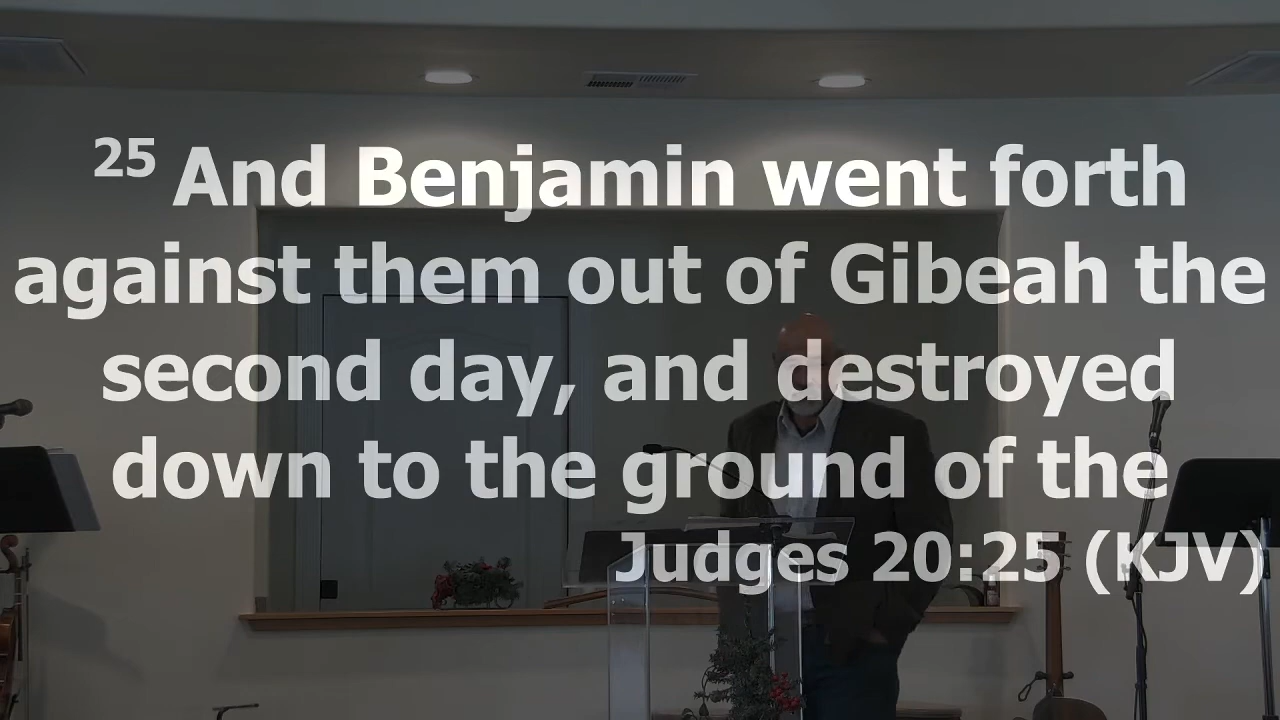 25 And Benjamin went forth
against them out of Gibeah the
second day, and destroyed
down to the ground of the
Judges 20:25 (KJV)